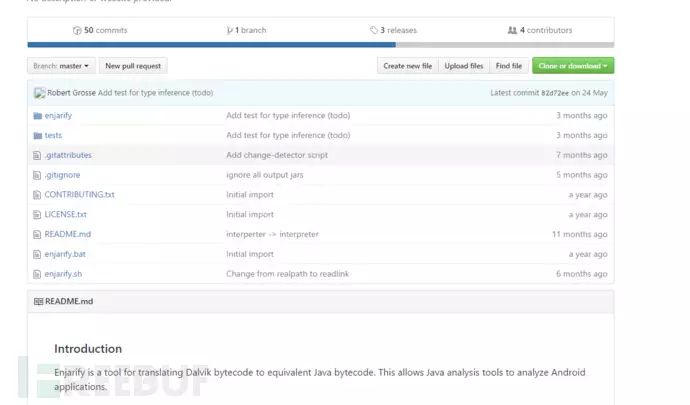 No description or website provided.
50 commits 1 branch 3 releases 4 contributors
Branch: master New pull request Create new file Upload files Find file Clone or download
Robert Grosse Add test for type inference (todo) Latest commit 82d72ee on 24 May
enjarify Add test for type inference (todo) 3 months ago
tests Add test for type inference (todo) 3 months ago
.gitattributes Add change-detector script 7 months ago
.gitignore ignore all output jars 5 months ago
CONTRIBUTING.txt Initial import a year ago
LICENSE.txt Initial import a year ago
README.md interperter -> interpreter 11 months ago
enjarify.bat Initial import a year ago
enjarify.sh Change from realpath to readlink 6 months ago
README.md
Introduction
Enjarify is a tool for translating Dalvik bytecode to equivalent Java bytecode. This allows Java analysis tools to analyze Android
applications.
FREEBUF